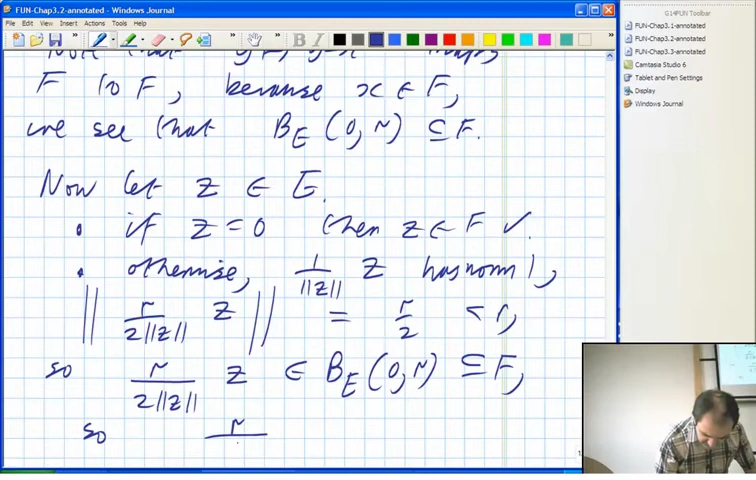 FUN-Chap3.2-annotated - Windows Journal
File Edit View Insert Actions Tools Help
F to F, because x ∈ F,
we see that B_E (0, r) ⊆ F.
Now let z ∈ E.
• if z = 0 then z ∈ F ✓.
• otherwise, 1/||z|| z has norm 1,
|| r/2||z|| z || = r/2 < r,
so r/2||z|| z ∈ B_E (0, r) ⊆ F,
so r
G14FUN Toolbar
FUN-Chap3.1-annotated
FUN-Chap3.2-annotated
FUN-Chap3.3-annotated
Camtasia Studio 6
Tablet and Pen Settings
Display
Windows Journal